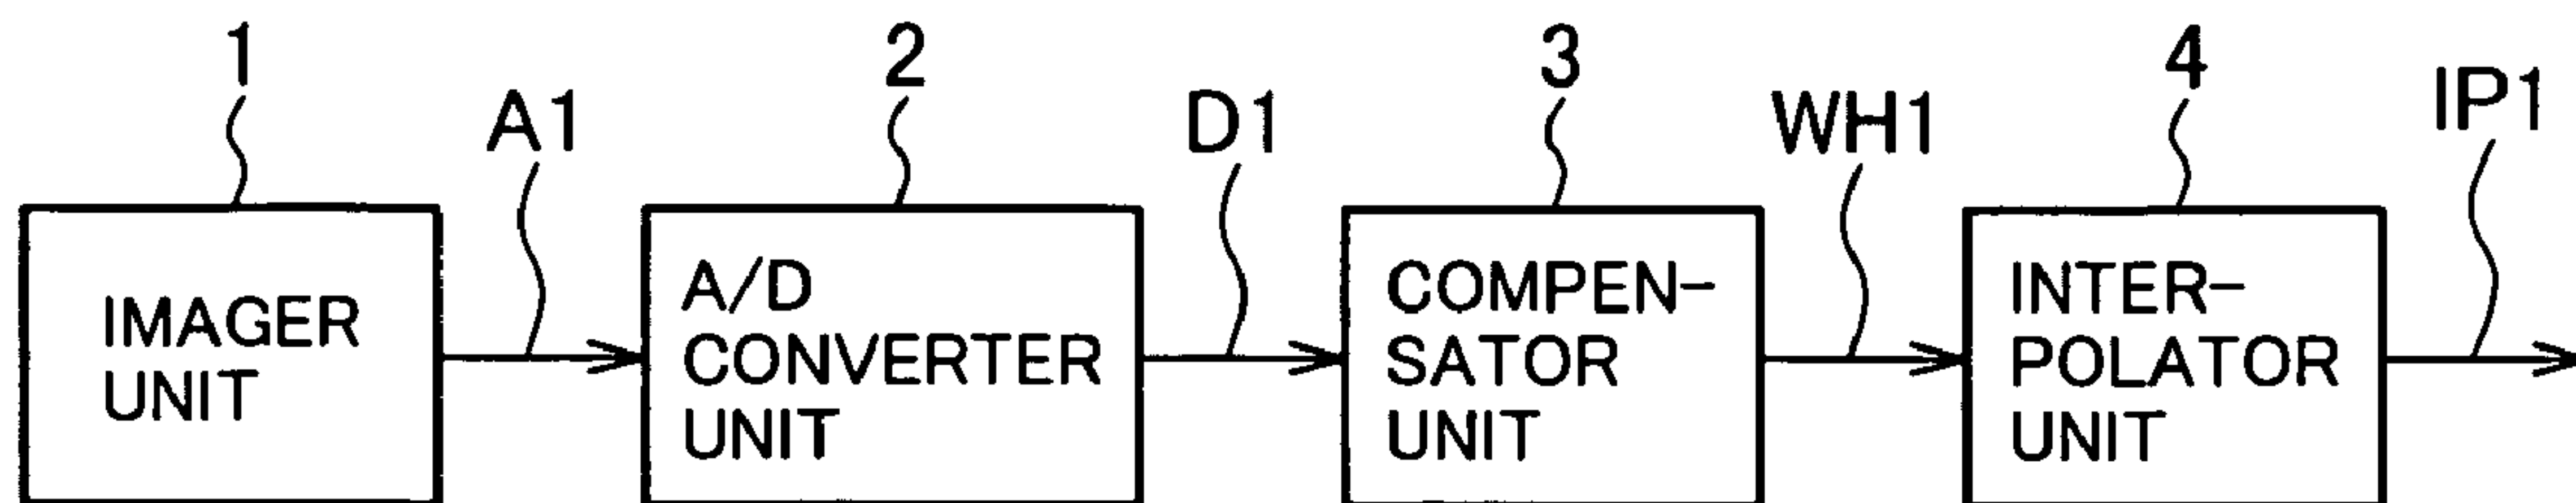 1
2
3
4
A1
D1
WH1
IP1
IMAGER
UNIT
A/D
CONVERTER
UNIT
COMPEN-
SATOR
UNIT
INTER-
POLATOR
UNIT